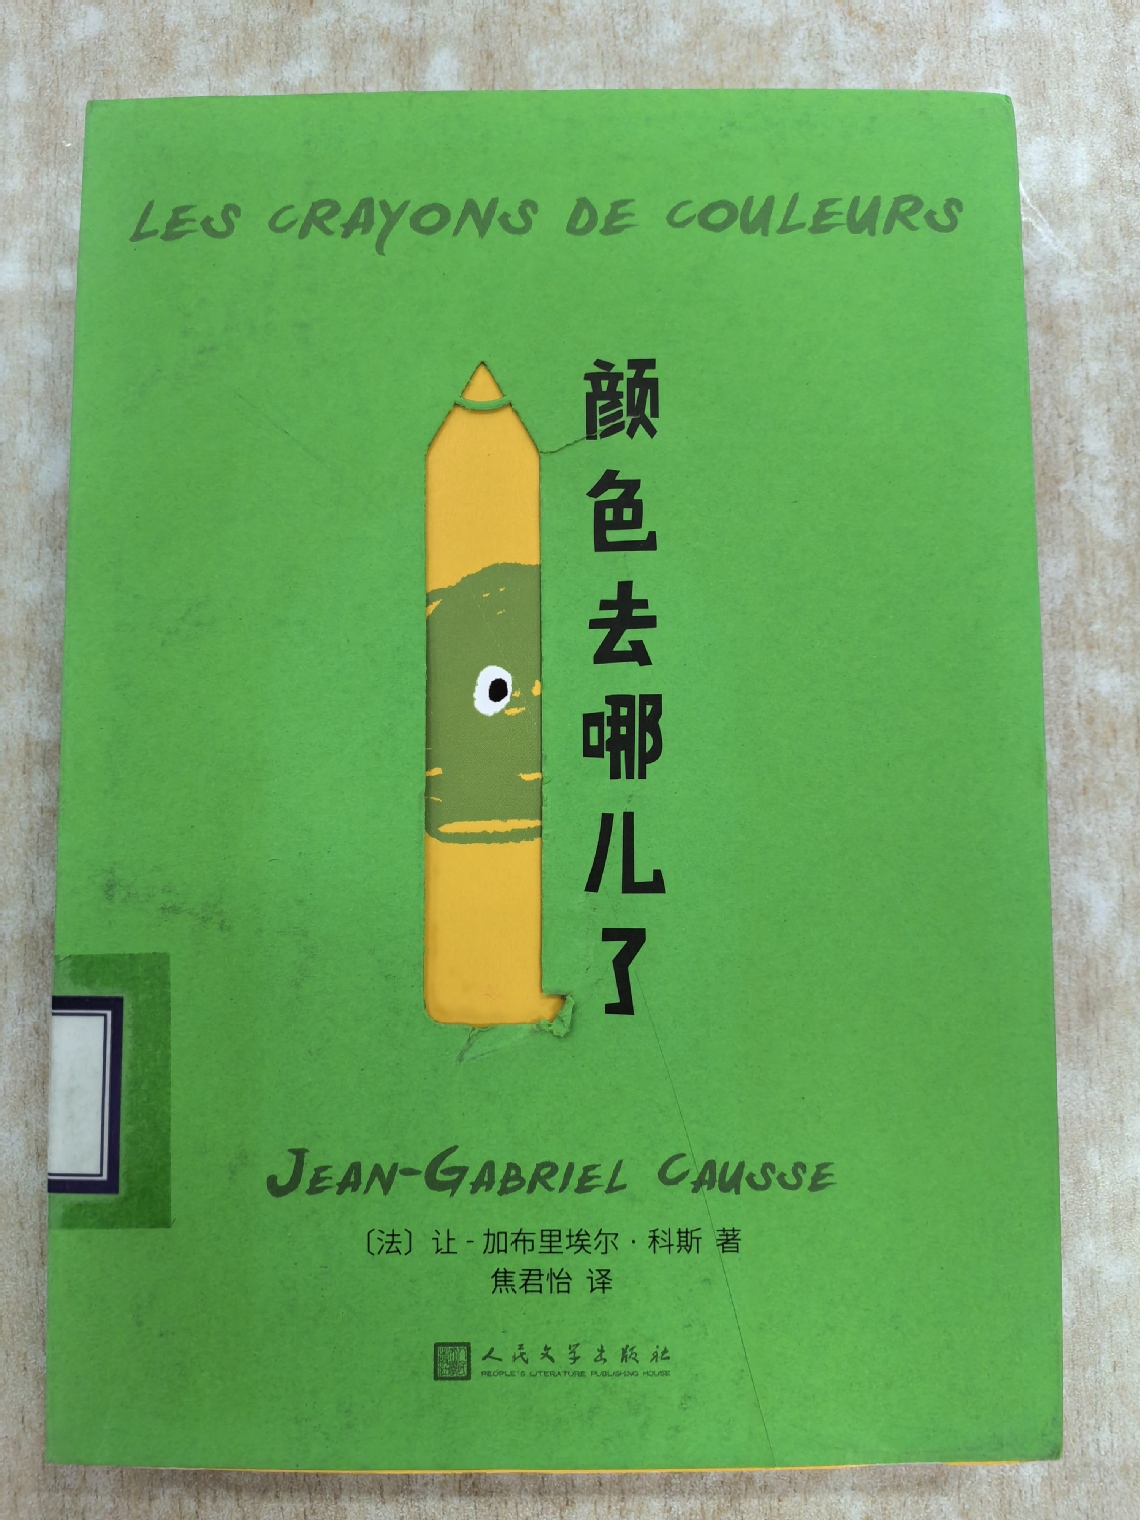 LES CRAYONS DE COULEURS
颜色去哪儿了
JEAN-GABRIEL CAUSSE
〔法〕让-加布里埃尔·科斯 著
焦君怡 译
人民文学出版社
PEOPLE'S LITERATURE PUBLISHING HOUSE